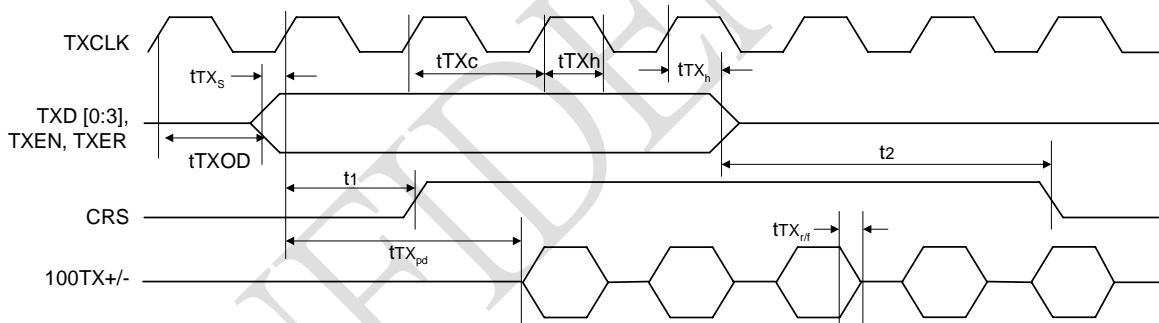 TXCLK
tTXc
tTXh
tTXS
tTXh
TXD [0:3],
TXEN, TXER
tTXOD
t2
t1
CRS
tTXr/f
tTXpd
100TX+/-